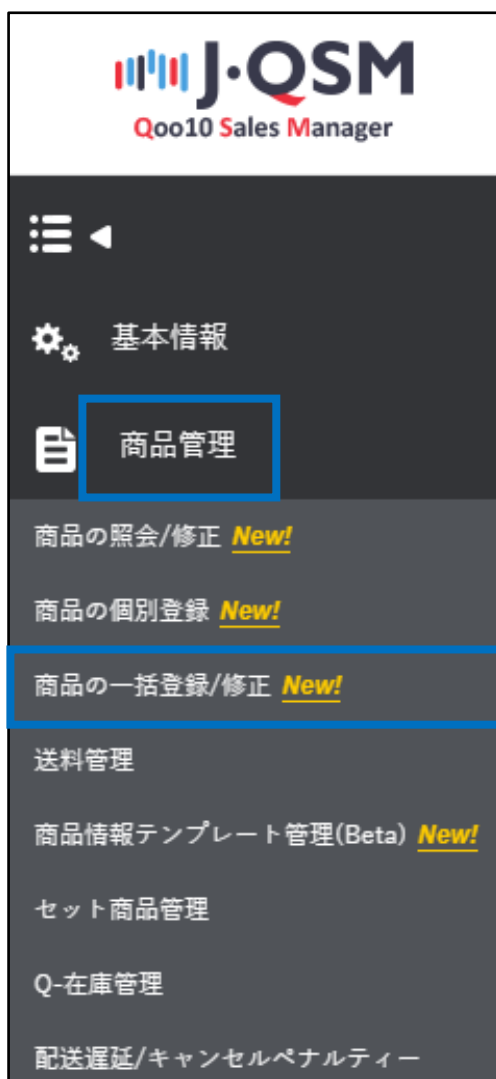 J·QSM
Qoo10 Sales Manager
基本情報
商品管理
商品の照会/修正 New!
商品の個別登録 New!
商品の一括登録/修正 New!
送料管理
商品情報テンプレート管理(Beta) New!
セット商品管理
Q-在庫管理
配送遅延/キャンセルペナルティー